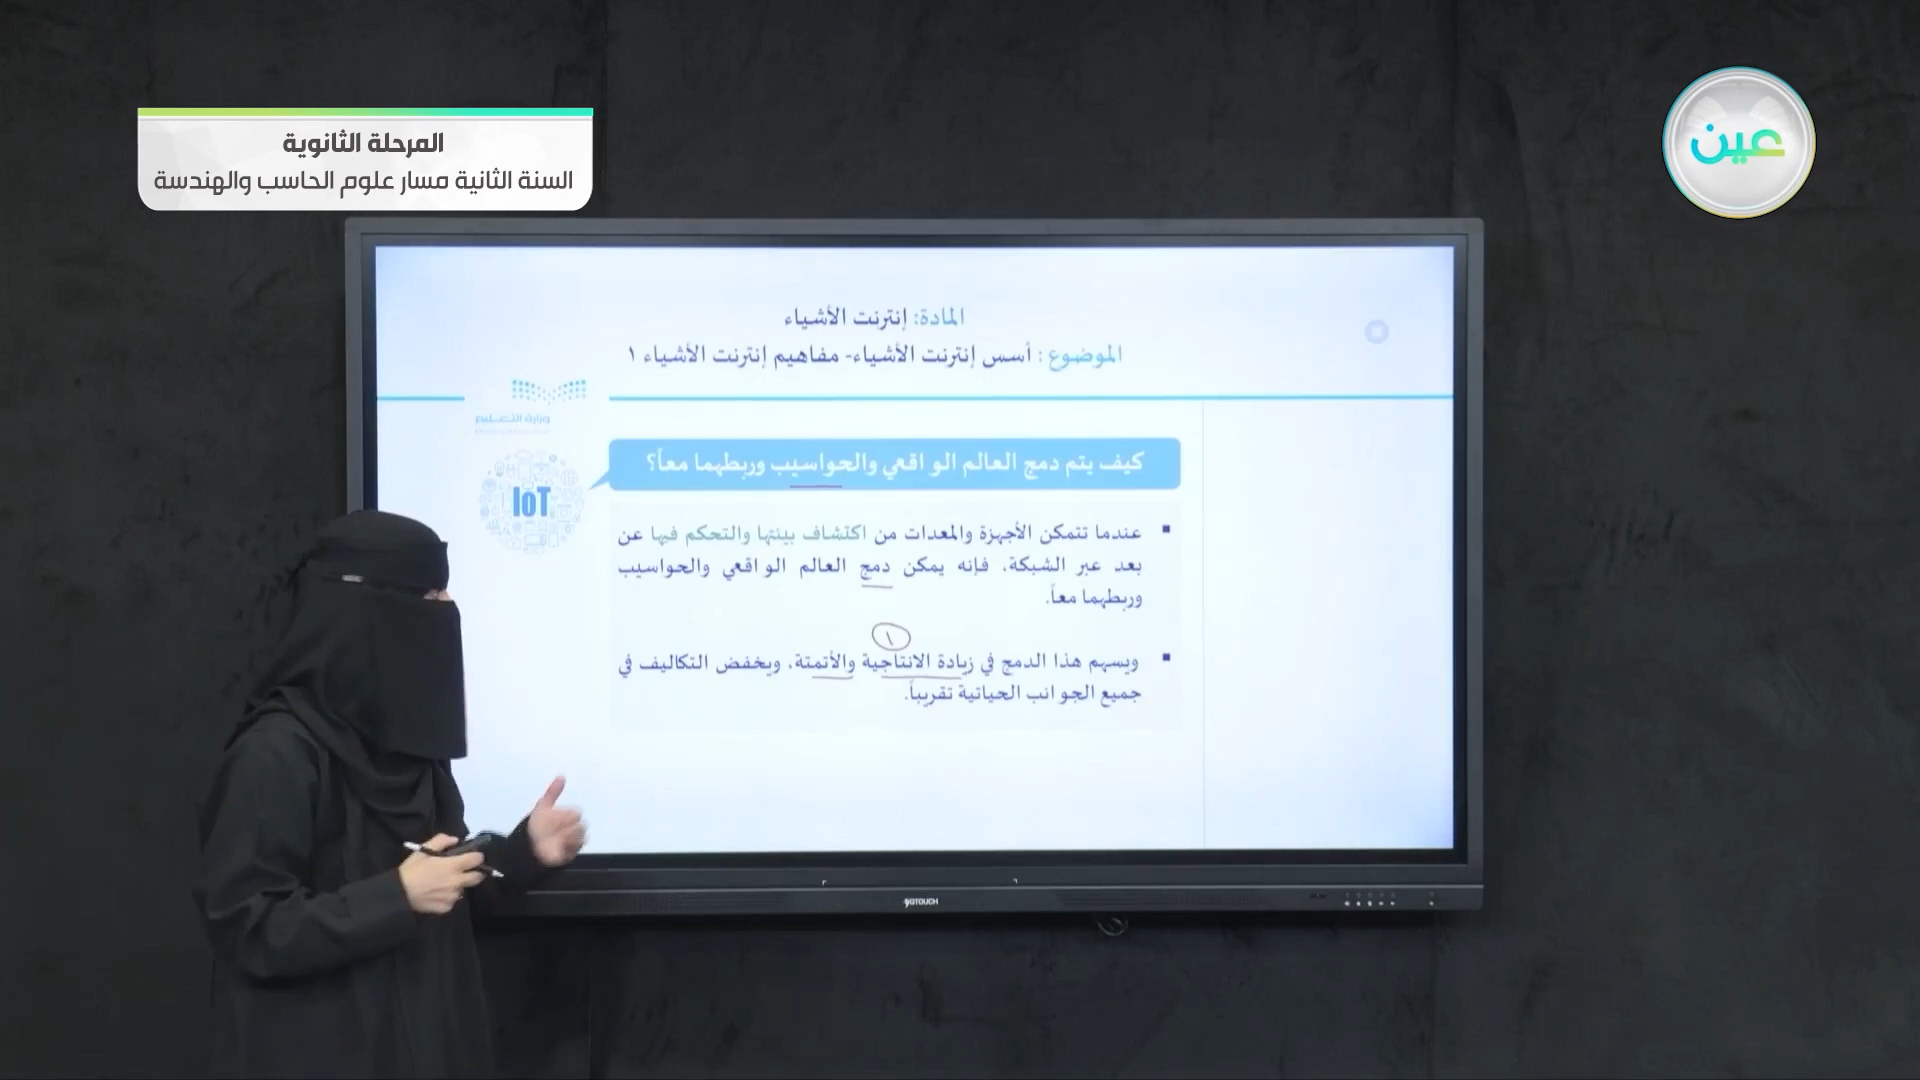 المرحلة الثانوية
السنة الثانية مسار علوم الحاسب والهندسة
عين
المادة: إنترنت الأشياء
الموضوع: أسس إنترنت الأشياء- مفاهيم إنترنت الأشياء ١
وزارة التعليم
كيف يتم دمج العالم الواقعي والحواسيب وربطهما معاً؟
IoT
عندما تتمكن الأجهزة والمعدات من اكتشاف بيئتها والتحكم فيها عن
بعد عبر الشبكة، فإنه يمكن دمج العالم الواقعي والحواسيب
وربطهما معاً.
١
ويسهم هذا الدمج في زيادة الانتاجية والأتمتة، ويخفض التكاليف في
جميع الجوانب الحياتية تقريباً.